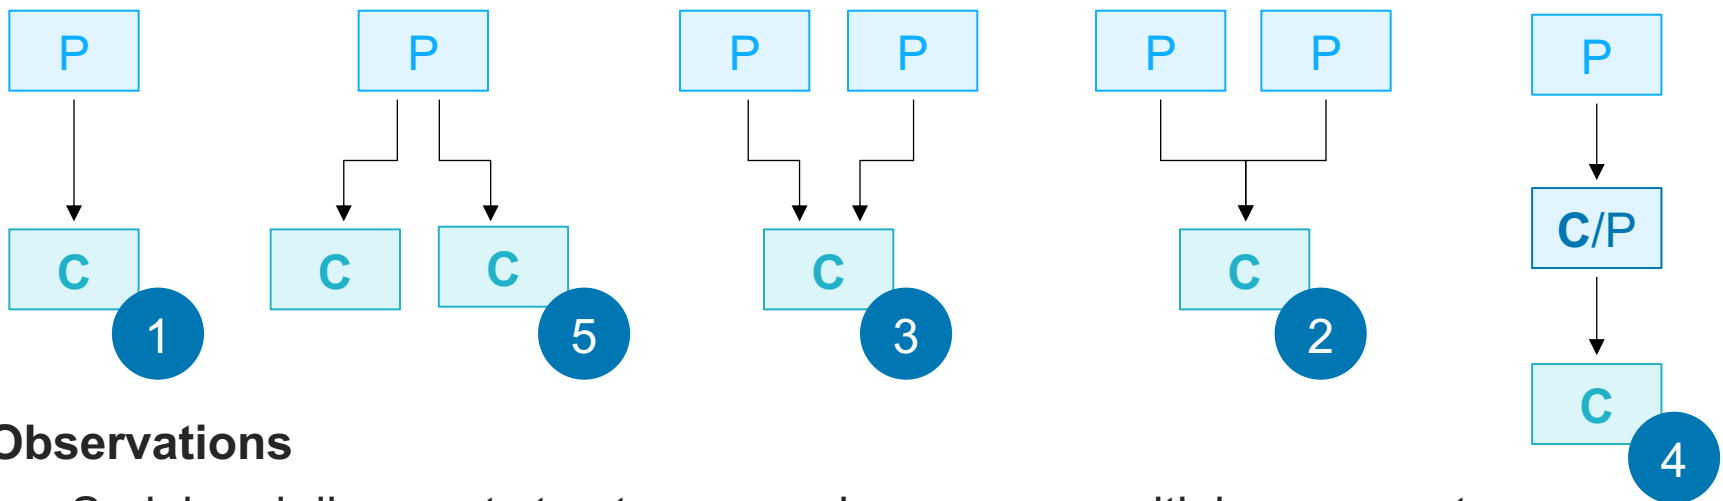 P P P P P P P
C C C C C C/P
1 5 3 2
C
4
Observations